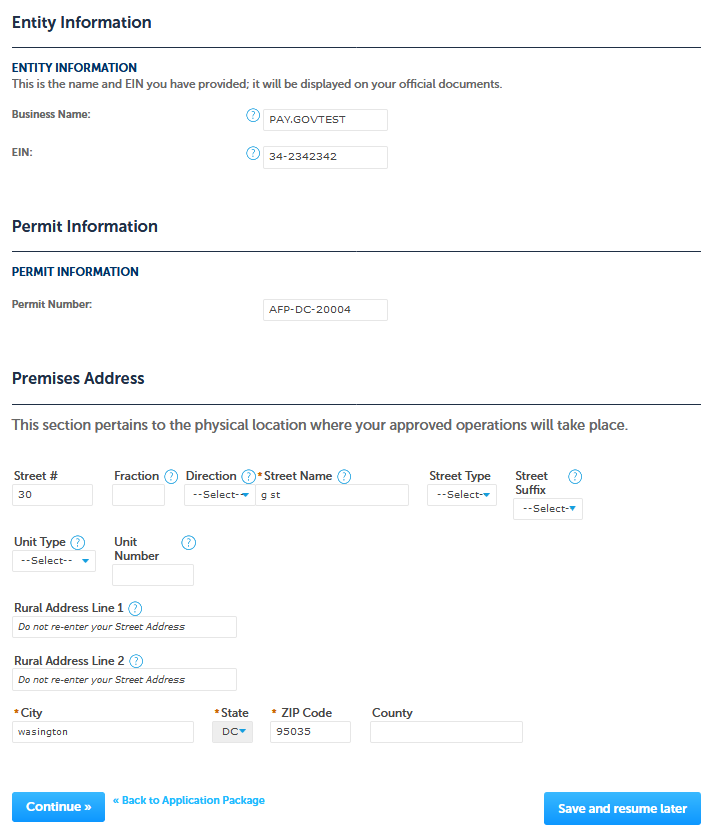 Entity Information
ENTITY INFORMATION
This is the name and EIN you have provided; it will be displayed on your official documents.
Business Name: ? PAY.GOVTEST
EIN: ? 34-2342342
Permit Information
PERMIT INFORMATION
Permit Number: AFP-DC-20004
Premises Address
This section pertains to the physical location where your approved operations will take place.
Street # Fraction ? Direction ? * Street Name ? Street Type Street Suffix ?
30 --Select-- g st --Select- --Select-
Unit Type ? Unit Number ?
--Select--
Rural Address Line 1 ?
Do not re-enter your Street Address
Rural Address Line 2 ?
Do not re-enter your Street Address
* City * State * ZIP Code County
wasington DC 95035
Continue » « Back to Application Package Save and resume later